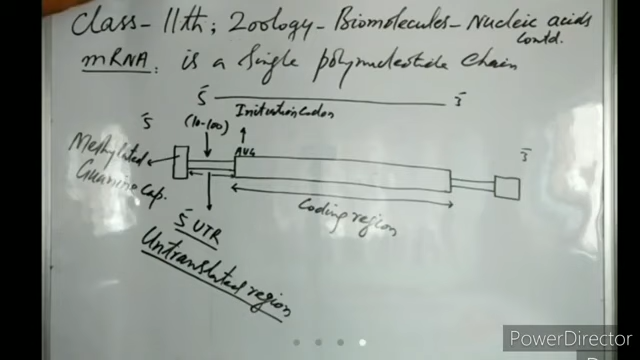 Class - 11th; Zoology - Biomolecules - Nucleic acids
Contd.
mRNA: is a Single polynucleotide Chain
5̄ 3̄
Initiation Codon
5̄ (10-100) AUG 3̄
Methylated
Guanine Cap.
Coding region
5̄ UTR
Untranslated region
PowerDirector